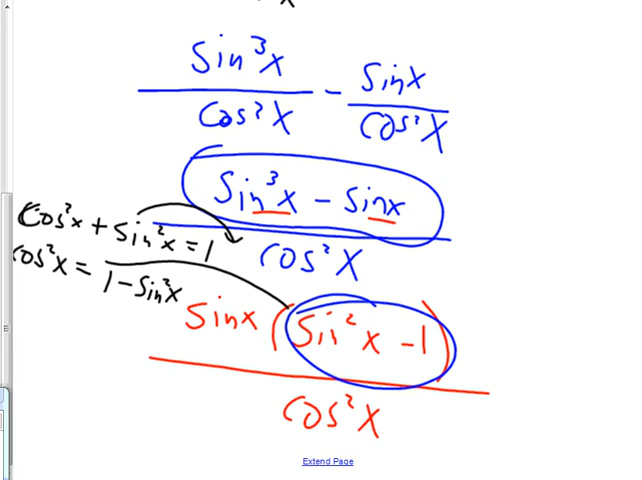 x
sin³x / cos²x - sinx / cos²x
sin³x - sinx
cos²x
cos²x + sin²x = 1
cos²x = 1 - sin²x
sinx (sin²x - 1)
cos²x
Extend Page